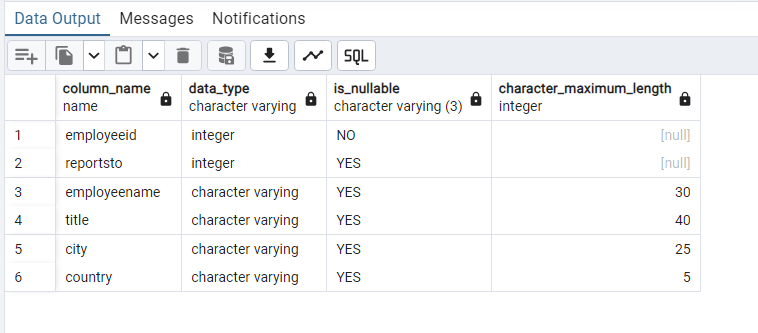 Data Output Messages Notifications
SQL
column_name data_type is_nullable character_maximum_length
name character varying character varying (3) integer
1 employeeid integer NO [null]
2 reportsto integer YES [null]
3 employeename character varying YES 30
4 title character varying YES 40
5 city character varying YES 25
6 country character varying YES 5